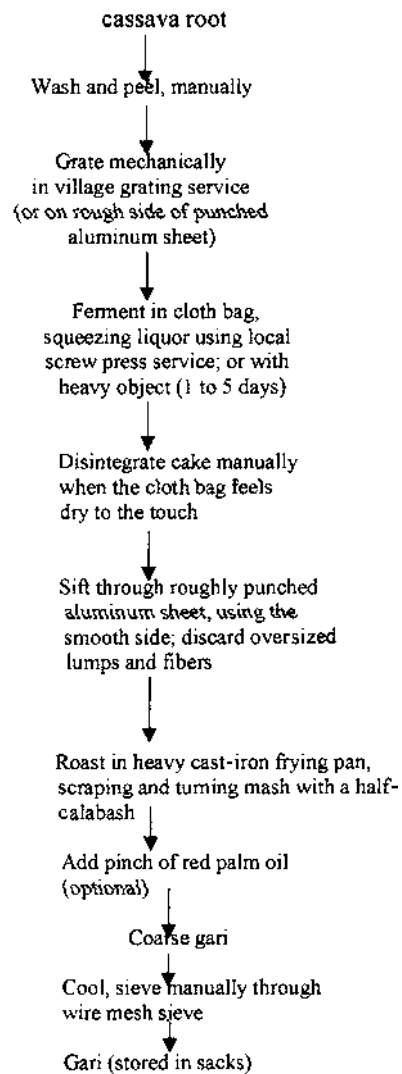 cassava root
Wash and peel, manually
Grate mechanically
in village grating service
(or on rough side of punched
aluminum sheet)
Ferment in cloth bag,
squeezing liquor using local
screw press service; or with
heavy object (1 to 5 days)
Disintegrate cake manually
when the cloth bag feels
dry to the touch
Sift through roughly punched
aluminum sheet, using the
smooth side; discard oversized
lumps and fibers
Roast in heavy cast-iron frying pan,
scraping and turning mash with a half-
calabash
Add pinch of red palm oil
(optional)
Coarse gari
Cool, sieve manually through
wire mesh sieve
Gari (stored in sacks)